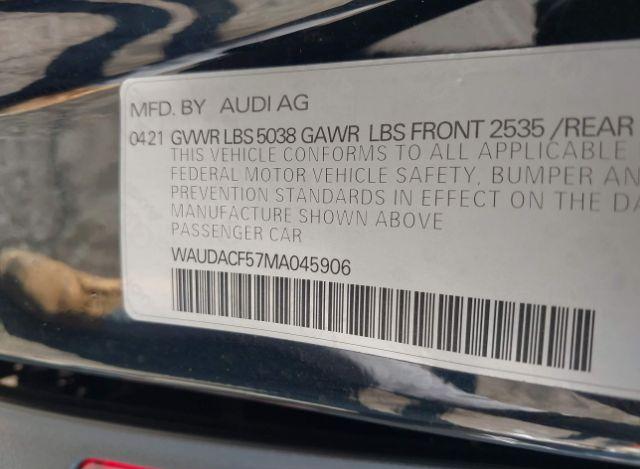 MFD. BY AUDI AG
0421 GVWR LBS 5038 GAWR LBS FRONT 2535 /REAR
THIS VEHICLE CONFORMS TO ALL APPLICABLE
FEDERAL MOTOR VEHICLE SAFETY, BUMPER AN
PREVENTION STANDARDS IN EFFECT ON THE DA
MANUFACTURE SHOWN ABOVE
PASSENGER CAR
WAUDACF57MA045906